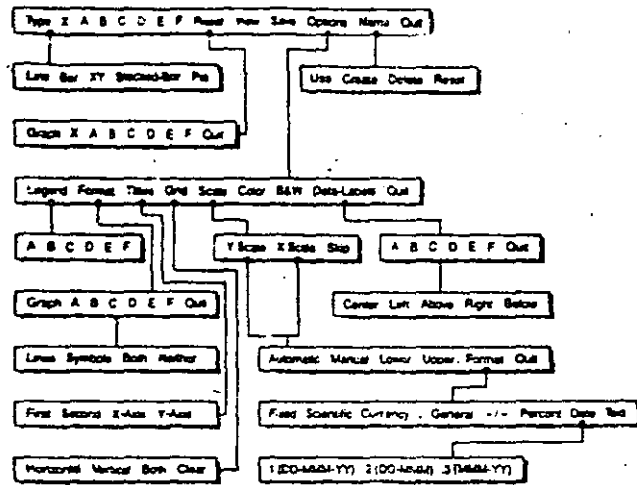 Type X A B C D E F Reset View Save Options Name Quit
Line Bar XY Stacked-Bar Pie
Use Create Delete Reset
Graph X A B C D E F Quit
Legend Format Titles Grid Scale Color B&W Data-Labels Quit
A B C D E F
Y Scale X Scale Skip
A B C D E F Quit
Graph A B C D E F Quit
Center Left Above Right Below
Lines Symbols Both Neither
Automatic Manual Lower Upper Format Quit
First Second X-Axis Y-Axis
Fixed Scientific Currency , General +/- Percent Date Text
Horizontal Vertical Both Clear
1 (DD-MMM-YY) 2 (DD-MMM) 3 (MMM-YY)